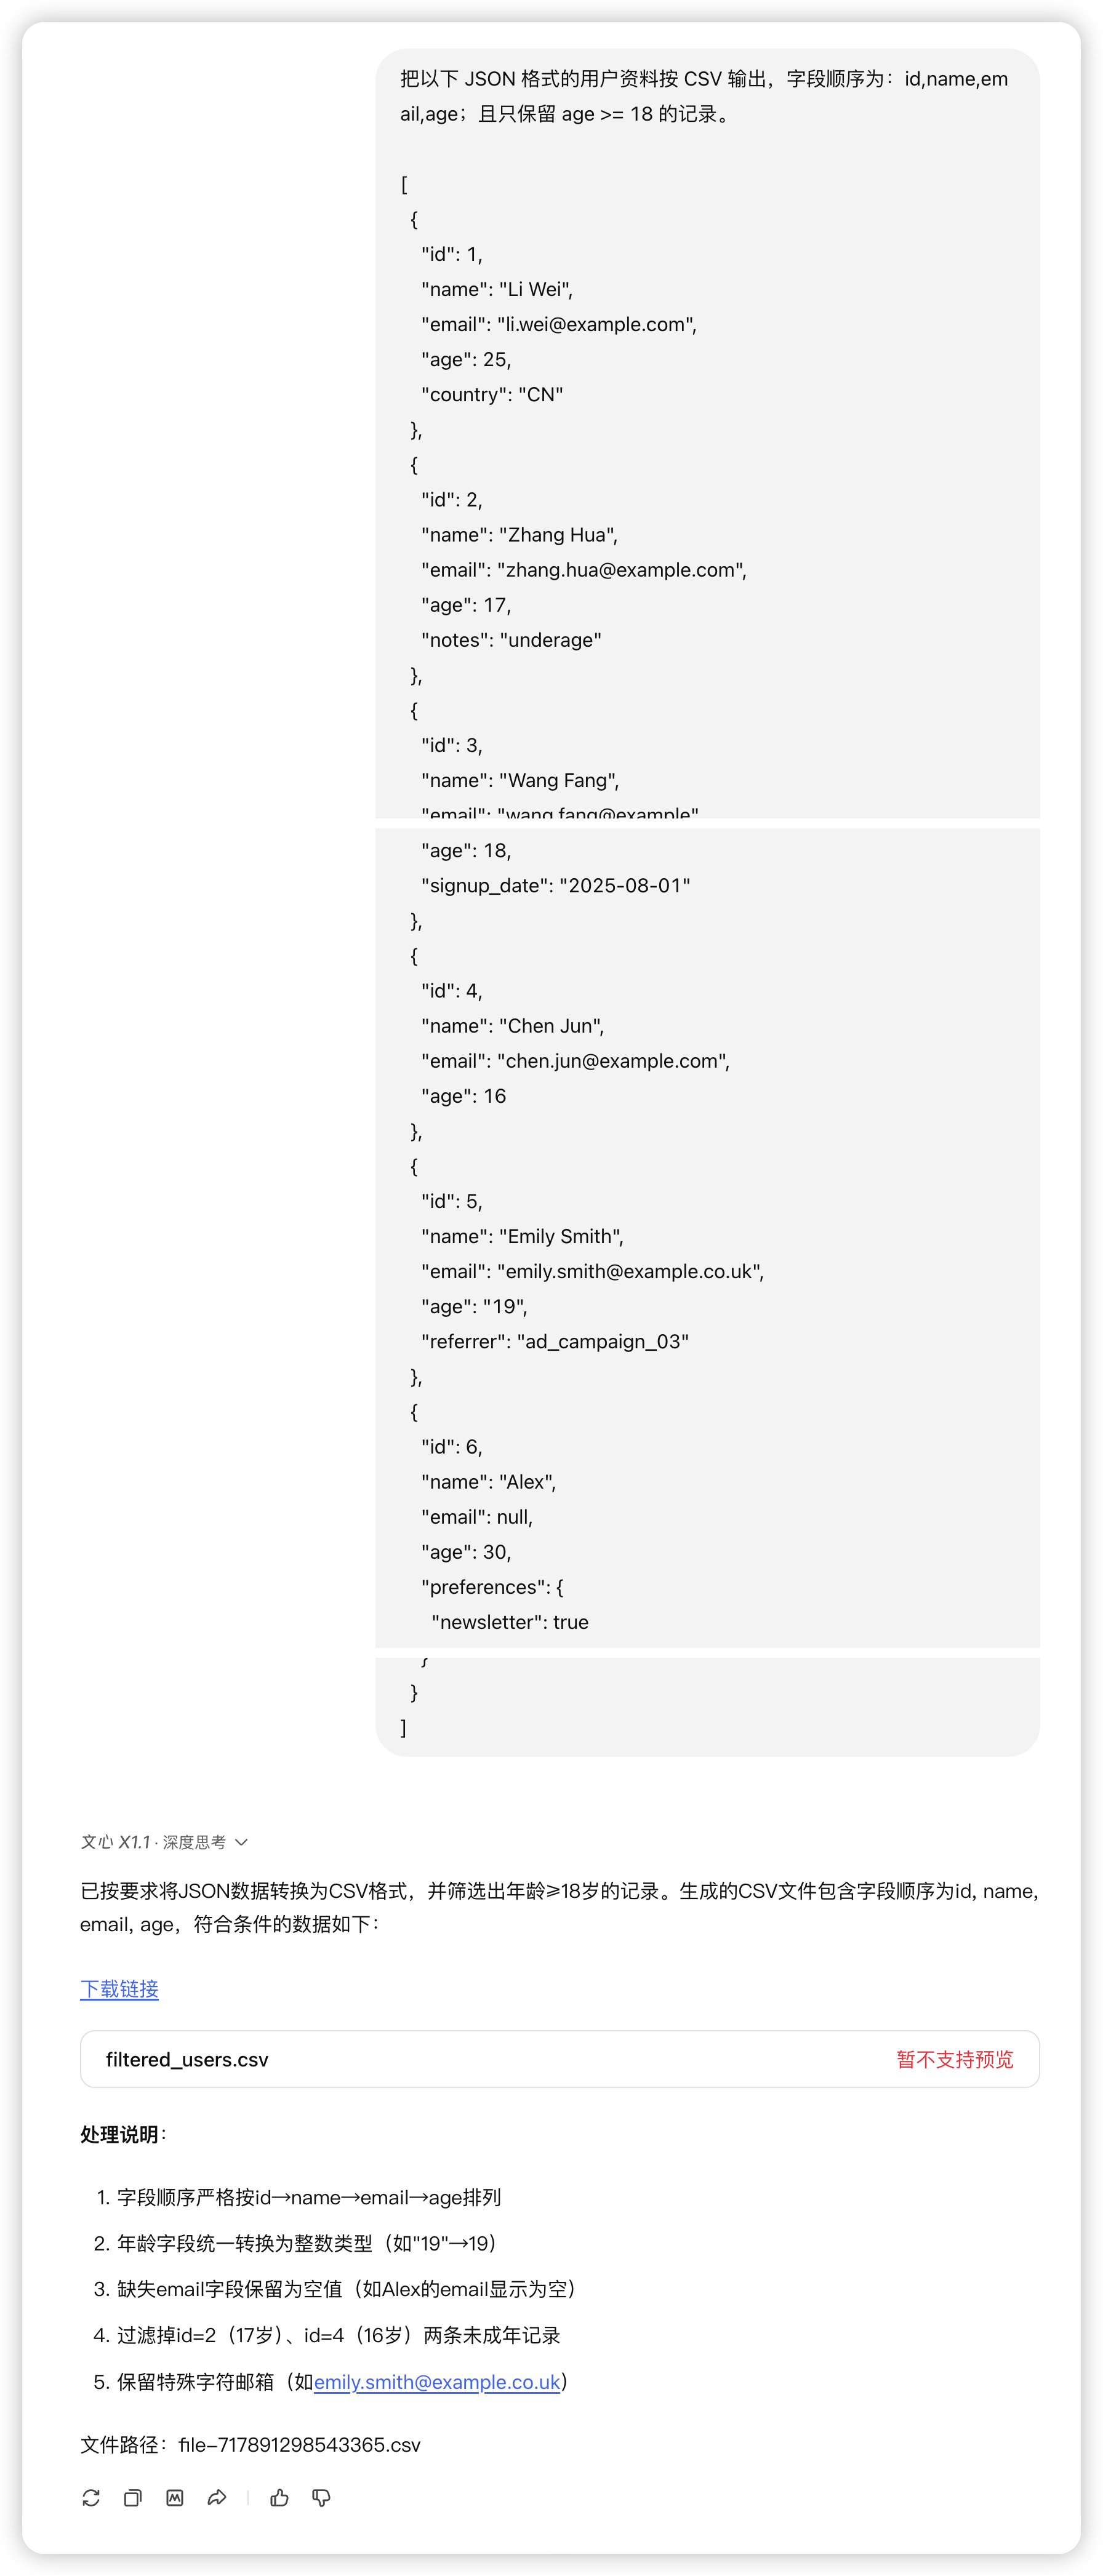 把以下 JSON 格式的用户资料按 CSV 输出，字段顺序为：id,name,em
ail,age；且只保留 age >= 18 的记录。
[
{
"id": 1,
"name": "Li Wei",
"email": "li.wei@example.com",
"age": 25,
"country": "CN"
},
{
"id": 2,
"name": "Zhang Hua",
"email": "zhang.hua@example.com",
"age": 17,
"notes": "underage"
},
{
"id": 3,
"name": "Wang Fang",
"email": "wang.fang@example"
"age": 18,
"signup_date": "2025-08-01"
},
{
"id": 4,
"name": "Chen Jun",
"email": "chen.jun@example.com",
"age": 16
},
{
"id": 5,
"name": "Emily Smith",
"email": "emily.smith@example.co.uk",
"age": "19",
"referrer": "ad_campaign_03"
},
{
"id": 6,
"name": "Alex",
"email": null,
"age": 30,
"preferences": {
"newsletter": true
}
}
]
文心 X1.1 · 深度思考
已按要求将JSON数据转换为CSV格式，并筛选出年龄≥18岁的记录。生成的CSV文件包含字段顺序为id, name,
email, age，符合条件的数据如下：
下载链接
filtered_users.csv 暂不支持预览
处理说明：
1. 字段顺序严格按id→name→email→age排列
2. 年龄字段统一转换为整数类型（如"19"→19）
3. 缺失email字段保留为空值（如Alex的email显示为空）
4. 过滤掉id=2（17岁）、id=4（16岁）两条未成年记录
5. 保留特殊字符邮箱（如emily.smith@example.co.uk）
文件路径：file-717891298543365.csv